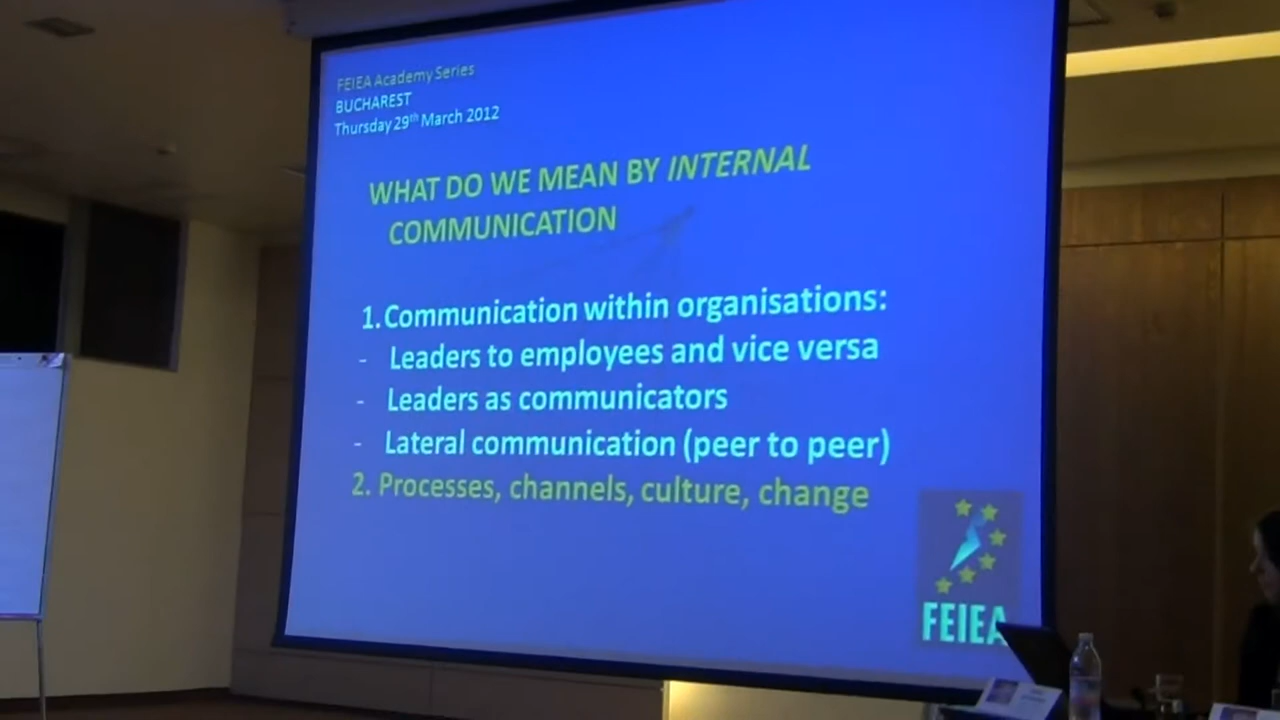 FEIEA Academy Series
BUCHAREST
Thursday 29th March 2012
WHAT DO WE MEAN BY INTERNAL
COMMUNICATION
1. Communication within organisations:
- Leaders to employees and vice versa
- Leaders as communicators
- Lateral communication (peer to peer)
2. Processes, channels, culture, change
FEIEA